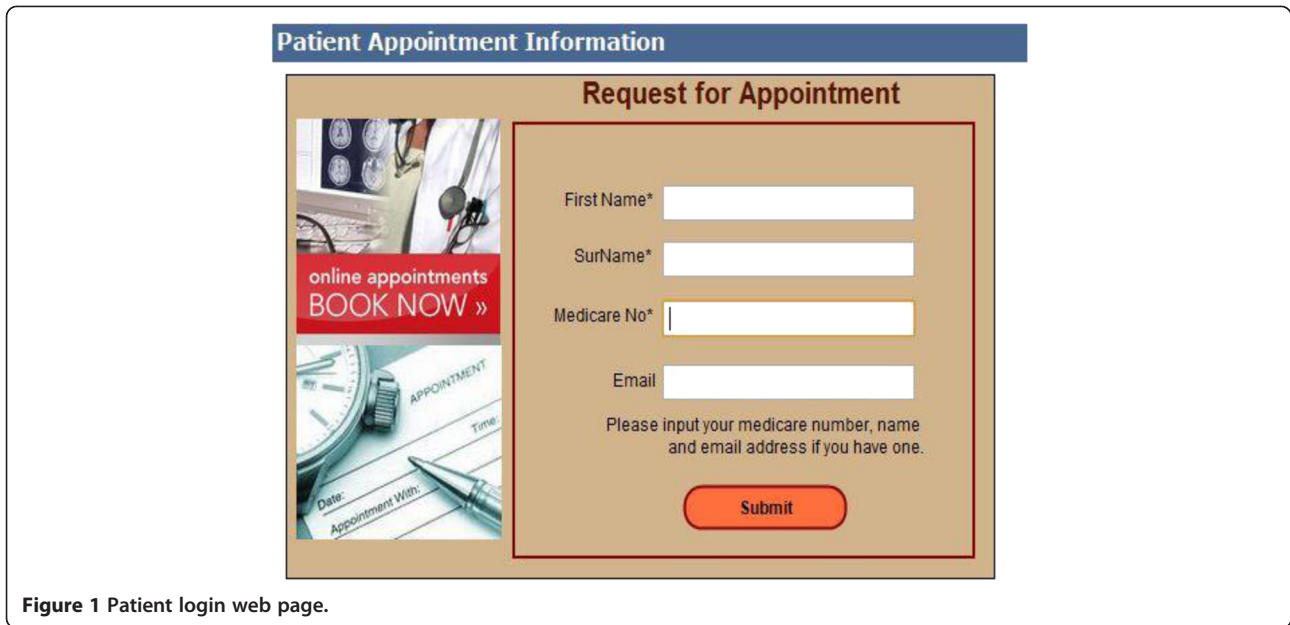 Patient Appointment Information
Request for Appointment
online appointments
BOOK NOW »
APPOINTMENT
Time:
Date:
Appointment With:
First Name*
SurName*
Medicare No*
Email
Please input your medicare number, name
and email address if you have one.
Submit
Figure 1 Patient login web page.